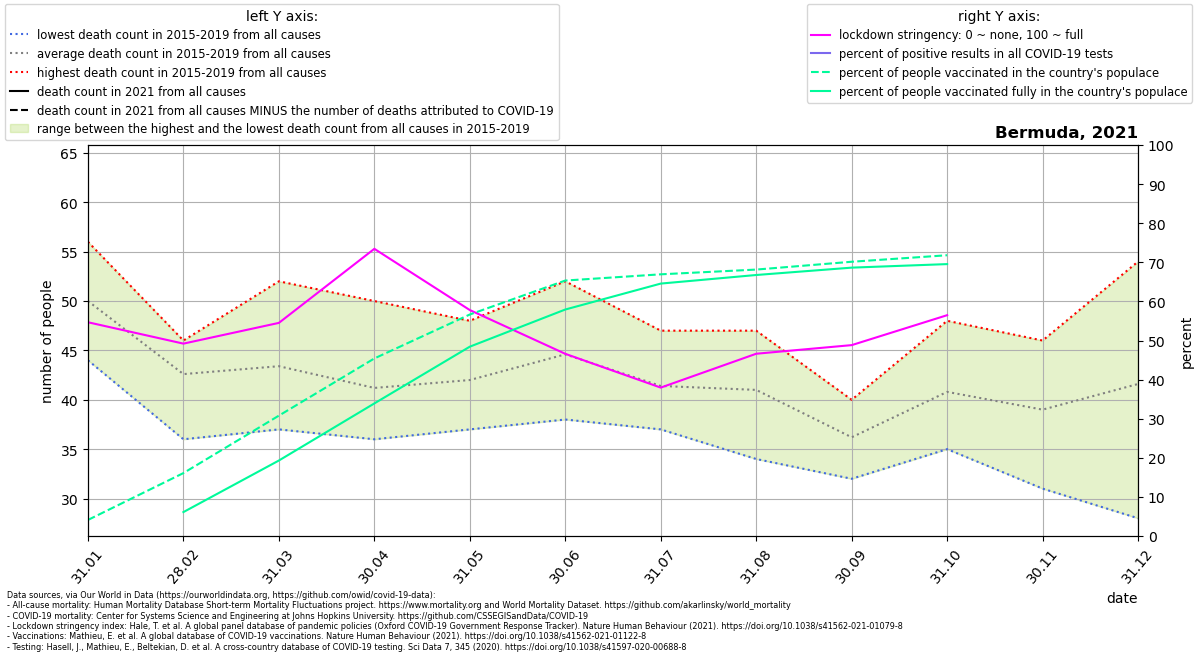 left Y axis:
lowest death count in 2015-2019 from all causes
average death count in 2015-2019 from all causes
highest death count in 2015-2019 from all causes
death count in 2021 from all causes
death count in 2021 from all causes MINUS the number of deaths attributed to COVID-19
range between the highest and the lowest death count from all causes in 2015-2019
right Y axis:
lockdown stringency: 0 ~ none, 100 ~ full
percent of positive results in all COVID-19 tests
percent of people vaccinated in the country's populace
percent of people vaccinated fully in the country's populace
Bermuda, 2021
number of people
65
60
55
50
45
40
35
30
100
90
80
70
60
50
40
30
20
10
0
percent
31.01
28.02
31.03
30.04
31.05
30.06
31.07
31.08
30.09
31.10
30.11
31.12
date
Data sources, via Our World in Data (https://ourworldindata.org, https://github.com/owid/covid-19-data):
- All-cause mortality: Human Mortality Database Short-term Mortality Fluctuations project. https://www.mortality.org and World Mortality Dataset. https://github.com/akarlinsky/world_mortality
- COVID-19 mortality: Center for Systems Science and Engineering at Johns Hopkins University. https://github.com/CSSEGISandData/COVID-19
- Lockdown stringency index: Hale, T. et al. A global panel database of pandemic policies (Oxford COVID-19 Government Response Tracker). Nature Human Behaviour (2021). https://doi.org/10.1038/s41562-021-01079-8
- Vaccinations: Mathieu, E. et al. A global database of COVID-19 vaccinations. Nature Human Behaviour (2021). https://doi.org/10.1038/s41562-021-01122-8
- Testing: Hasell, J., Mathieu, E., Beltekian, D. et al. A cross-country database of COVID-19 testing. Sci Data 7, 345 (2020). https://doi.org/10.1038/s41597-020-00688-8